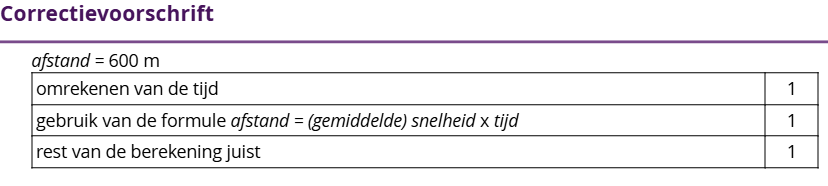 Correctievoorschrift
afstand = 600 m
omrekenen van de tijd 1
gebruik van de formule afstand = (gemiddelde) snelheid x tijd 1
rest van de berekening juist 1